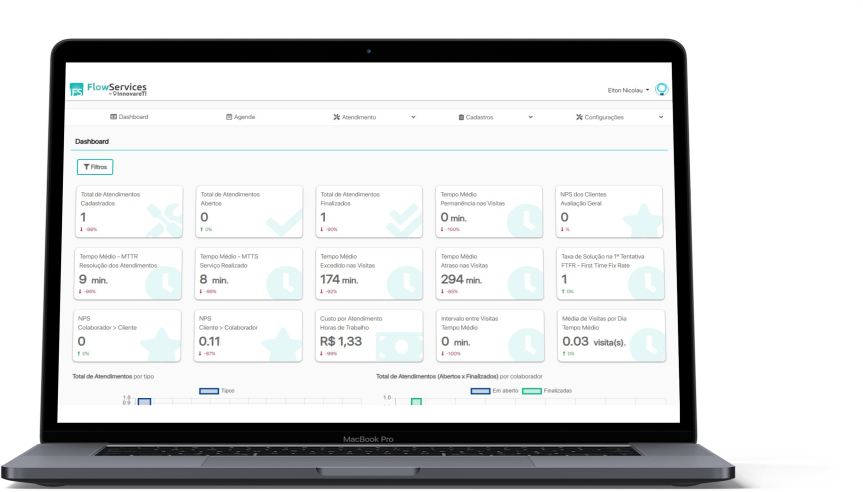 FS FlowServices
by InnovareTI
Elton Nicolau
Dashboard Agenda Atendimento Cadastros Configurações
Dashboard
Filtros
Total de Atendimentos
Cadastrados
1
-98%
Total de Atendimentos
Abertos
0
0%
Total de Atendimentos
Finalizados
1
-90%
Tempo Médio
Permanência nas Visitas
0 min.
-100%
NPS dos Clientes
Avaliação Geral
0
%
Tempo Médio - MTTR
Resolução dos Atendimentos
9 min.
Tempo Médio - MTTS
Serviço Realizado
8 min.
Tempo Médio
Excedido nas Visitas
174 min.
-92%
Tempo Médio
Atraso nas Visitas
294 min.
Taxa de Solução na 1ª Tentativa
FTFR - First Time Fix Rate
1
0%
NPS
Colaborador > Cliente
0
0%
NPS
Cliente > Colaborador
0.11
-87%
Custo por Atendimento
Horas de Trabalho
R$ 1,33
-99%
Intervalo entre Visitas
Tempo Médio
0 min.
-100%
Média de Visitas por Dia
Tempo Médio
0.03 visita(s).
0%
Total de Atendimentos por tipo
Tipos
1.0
0.9
Total de Atendimentos (Abertos x Finalizados) por colaborador
Em aberto Finalizadas
1.0
MacBook Pro